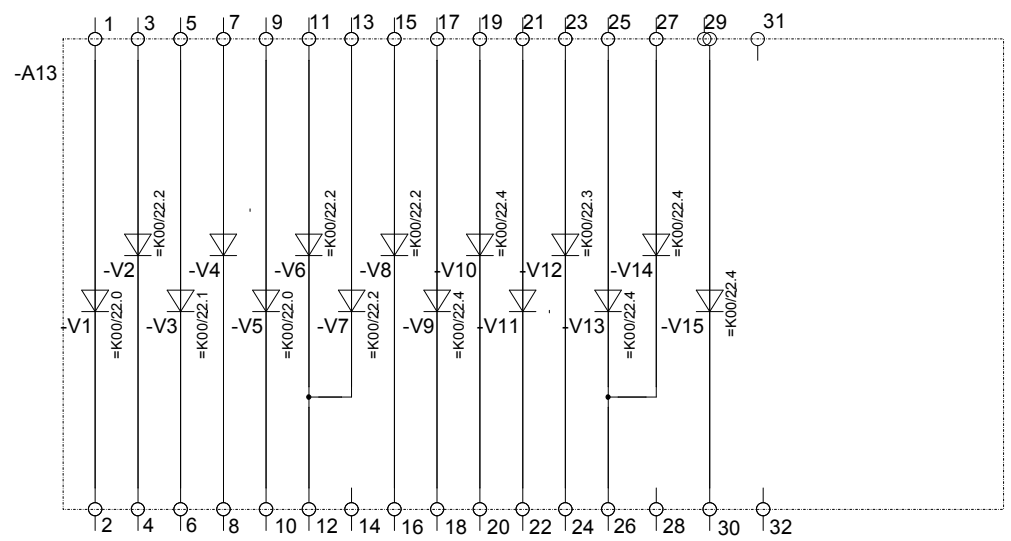 1 3 5 7 9 11 13 15 17 19 21 23 25 27 29 31
-A13
=K00/22.2 =K00/22.2 =K00/22.2 =K00/22.4 =K00/22.3 =K00/22.4
-V2 -V4 -V6 -V8 -V10 -V12 -V14
=K00/22.0 =K00/22.1 =K00/22.0 =K00/22.2 =K00/22.4 =K00/22.4 =K00/22.4
-V1 -V3 -V5 -V7 -V9 -V11 -V13 -V15
2 4 6 8 10 12 14 16 18 20 22 24 26 28 30 32